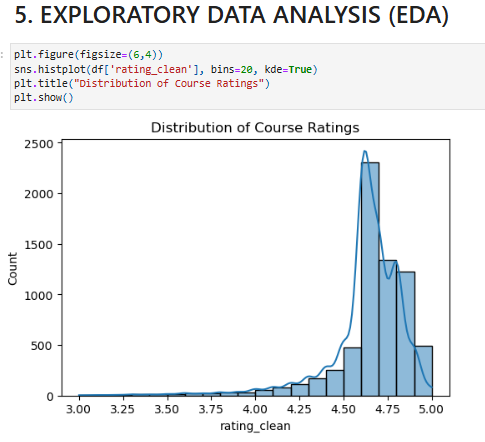 5. EXPLORATORY DATA ANALYSIS (EDA)
:
plt.figure(figsize=(6,4))
sns.histplot(df['rating_clean'], bins=20, kde=True)
plt.title("Distribution of Course Ratings")
plt.show()
Distribution of Course Ratings
2500
2000
1500
1000
500
0
Count
3.00 3.25 3.50 3.75 4.00 4.25 4.50 4.75 5.00
rating_clean